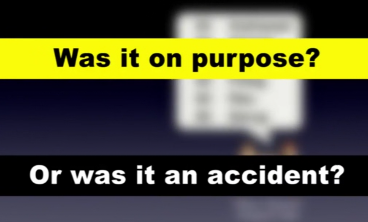 Was it on purpose?
Or was it an accident?